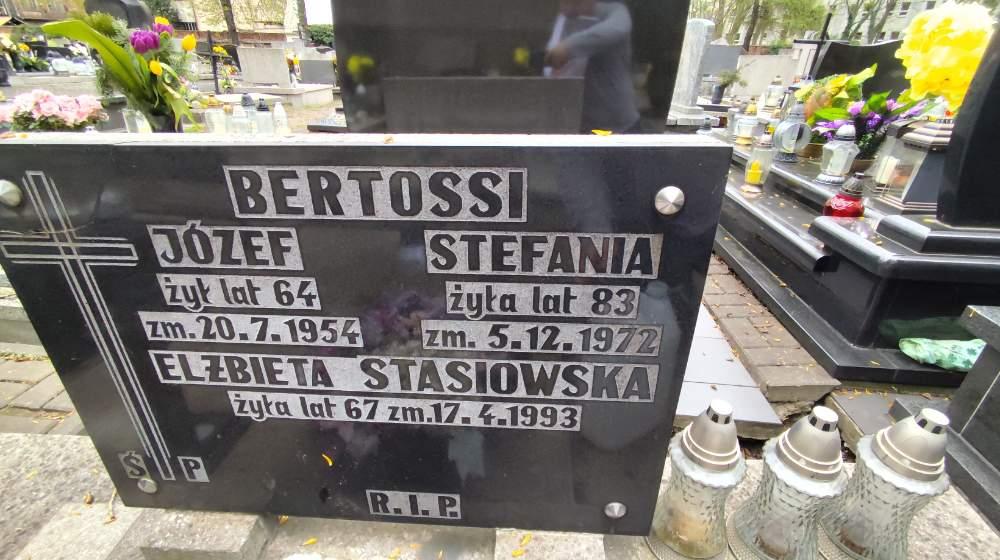 BERTOSSI
JÓZEF STEFANIA
żył lat 64 żyła lat 83
zm. 20.7.1954 zm. 5.12.1972
ELŻBIETA STASIOWSKA
żyła lat 67 zm.17.4.1993
Ś P
R.I.P.